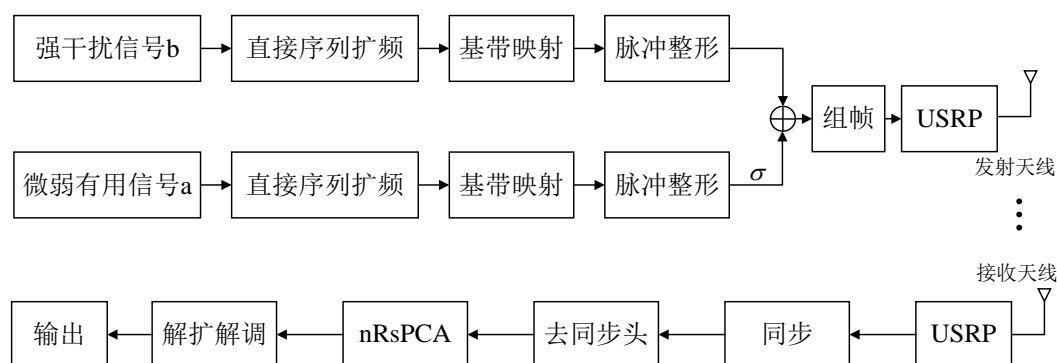 强干扰信号b
直接序列扩频
基带映射
脉冲整形
组帧
USRP
发射天线
微弱有用信号a
直接序列扩频
基带映射
脉冲整形
σ
接收天线
输出
解扩解调
nRsPCA
去同步头
同步
USRP